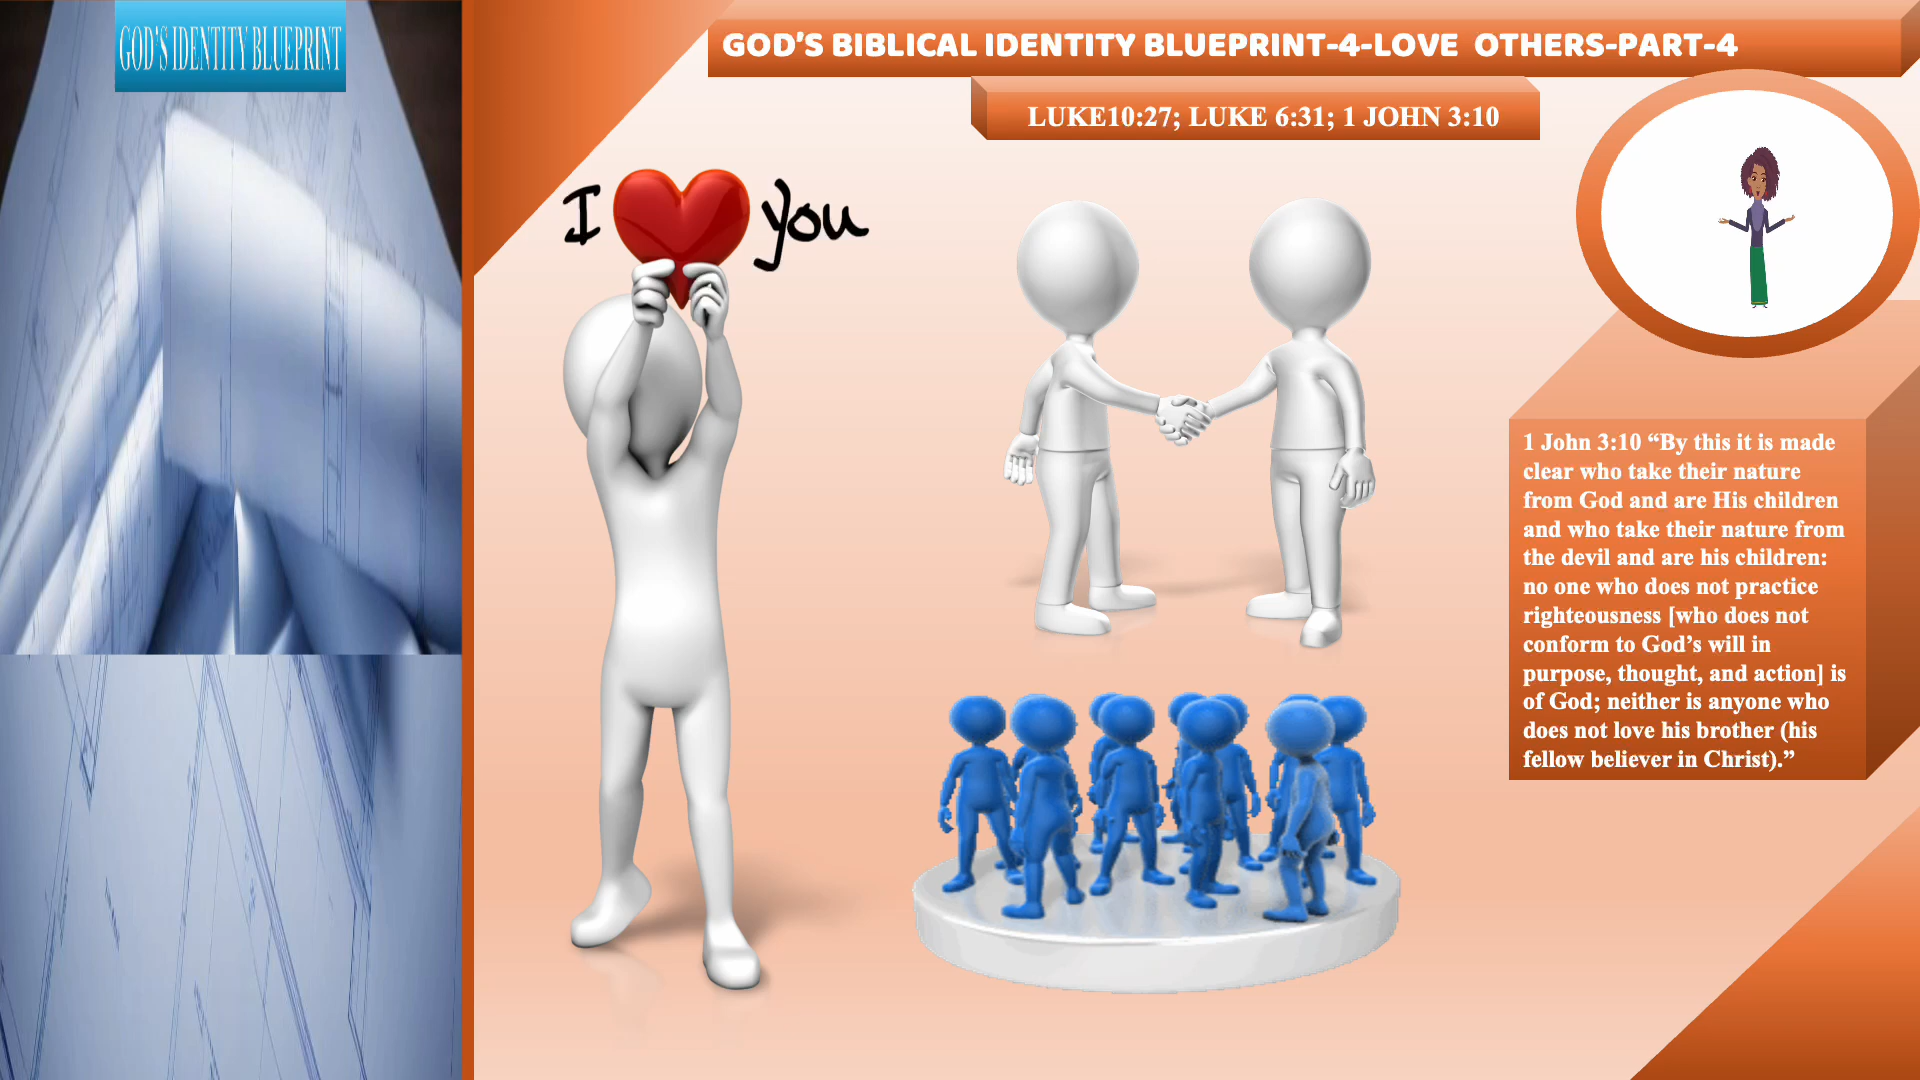 GOD'S IDENTITY BLUEPRINT
GOD'S BIBLICAL IDENTITY BLUEPRINT-4-LOVE OTHERS-PART-4
LUKE10:27; LUKE 6:31; 1 JOHN 3:10
I you
1 John 3:10 “By this it is made
clear who take their nature
from God and are His children
and who take their nature from
the devil and are his children:
no one who does not practice
righteousness [who does not
conform to God’s will in
purpose, thought, and action] is
of God; neither is anyone who
does not love his brother (his
fellow believer in Christ).”